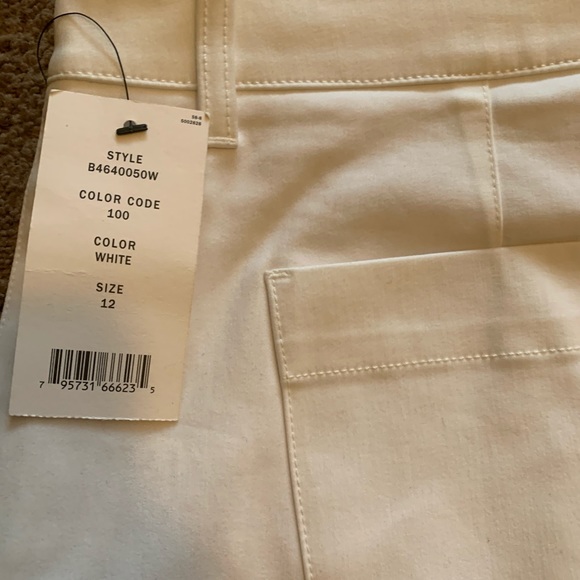 STYLE
B4640050W
COLOR CODE
100
COLOR
WHITE
SIZE
12
7 95731 66623 5